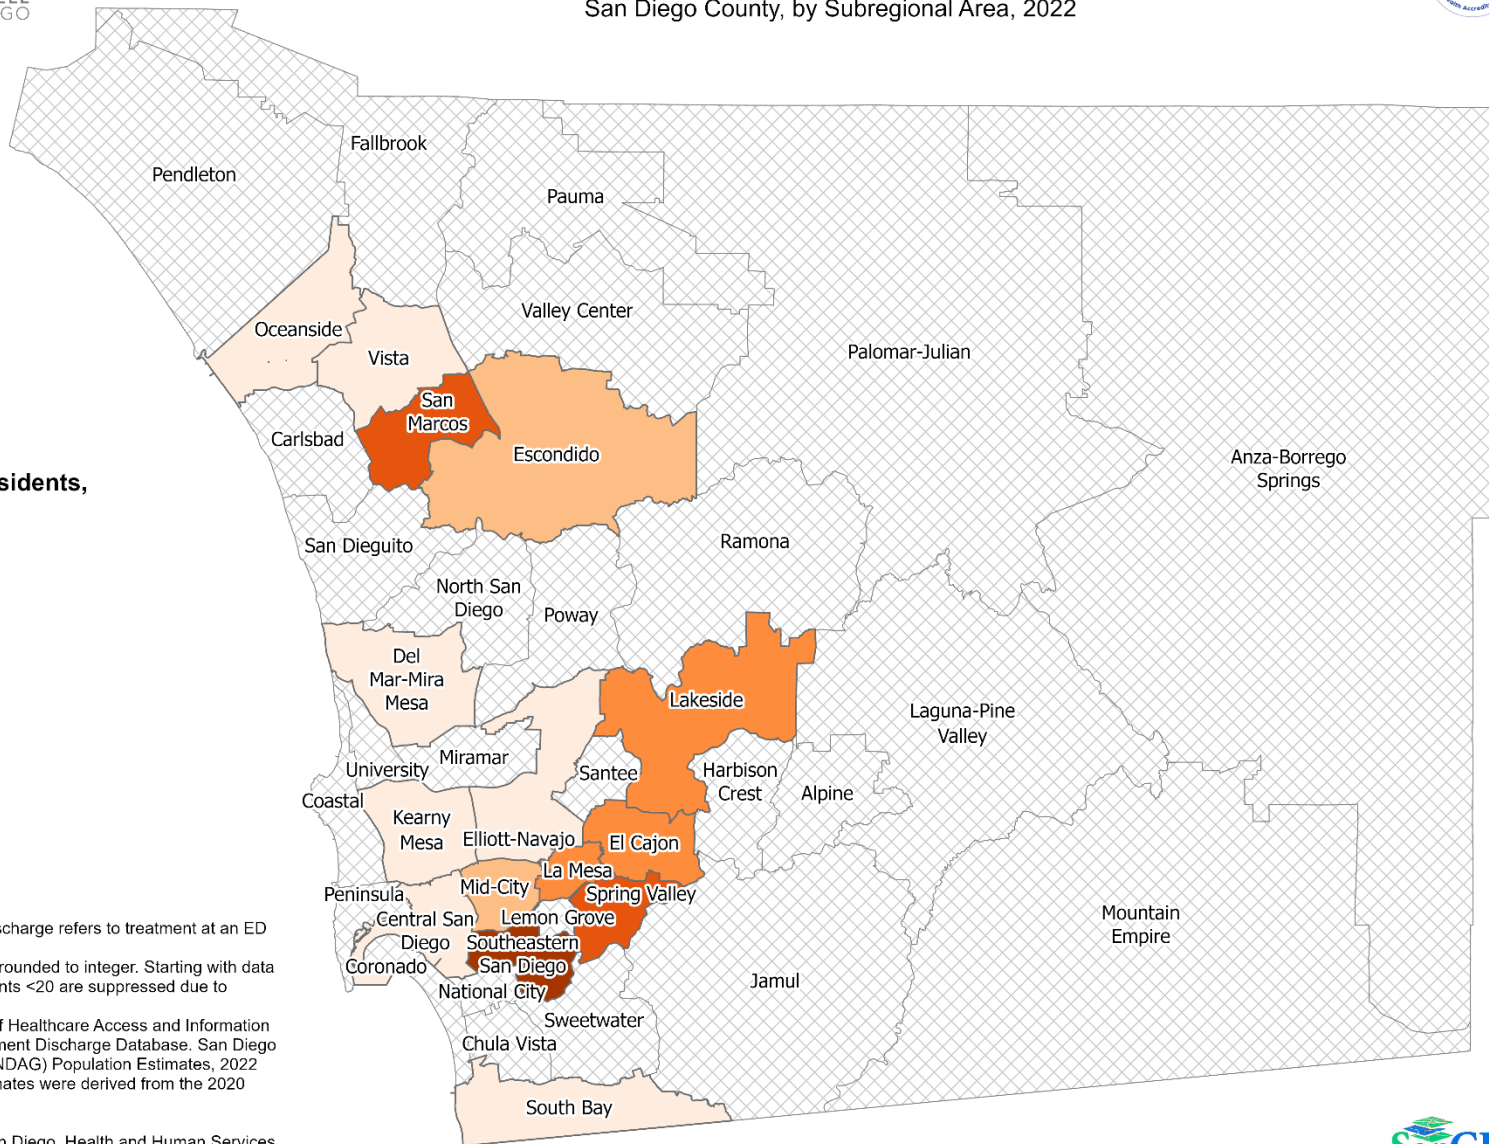 GO
San Diego County, by Subregional Area, 2022
Fallbrook
Pendleton
Pauma
Valley Center
Oceanside
Vista
Palomar-Julian
San
Marcos
Carlsbad
Escondido
Anza-Borrego
Springs
sidents,
San Dieguito
Ramona
North San
Diego
Poway
Del
Mar-Mira
Mesa
Lakeside
Laguna-Pine
Valley
Miramar
University
Santee
Harbison
Crest
Alpine
Coastal
Kearny
Mesa
Elliott-Navajo
El Cajon
La Mesa
Mid-City
Spring Valley
Peninsula
Central San
Diego
Lemon Grove
Mountain
Empire
Southeastern
San Diego
Coronado
Jamul
National City
Sweetwater
Chula Vista
South Bay
scharge refers to treatment at an ED
rounded to integer. Starting with data
nts <20 are suppressed due to
f Healthcare Access and Information
ment Discharge Database. San Diego
NDAG) Population Estimates, 2022
mates were derived from the 2020
n Diego, Health and Human Services